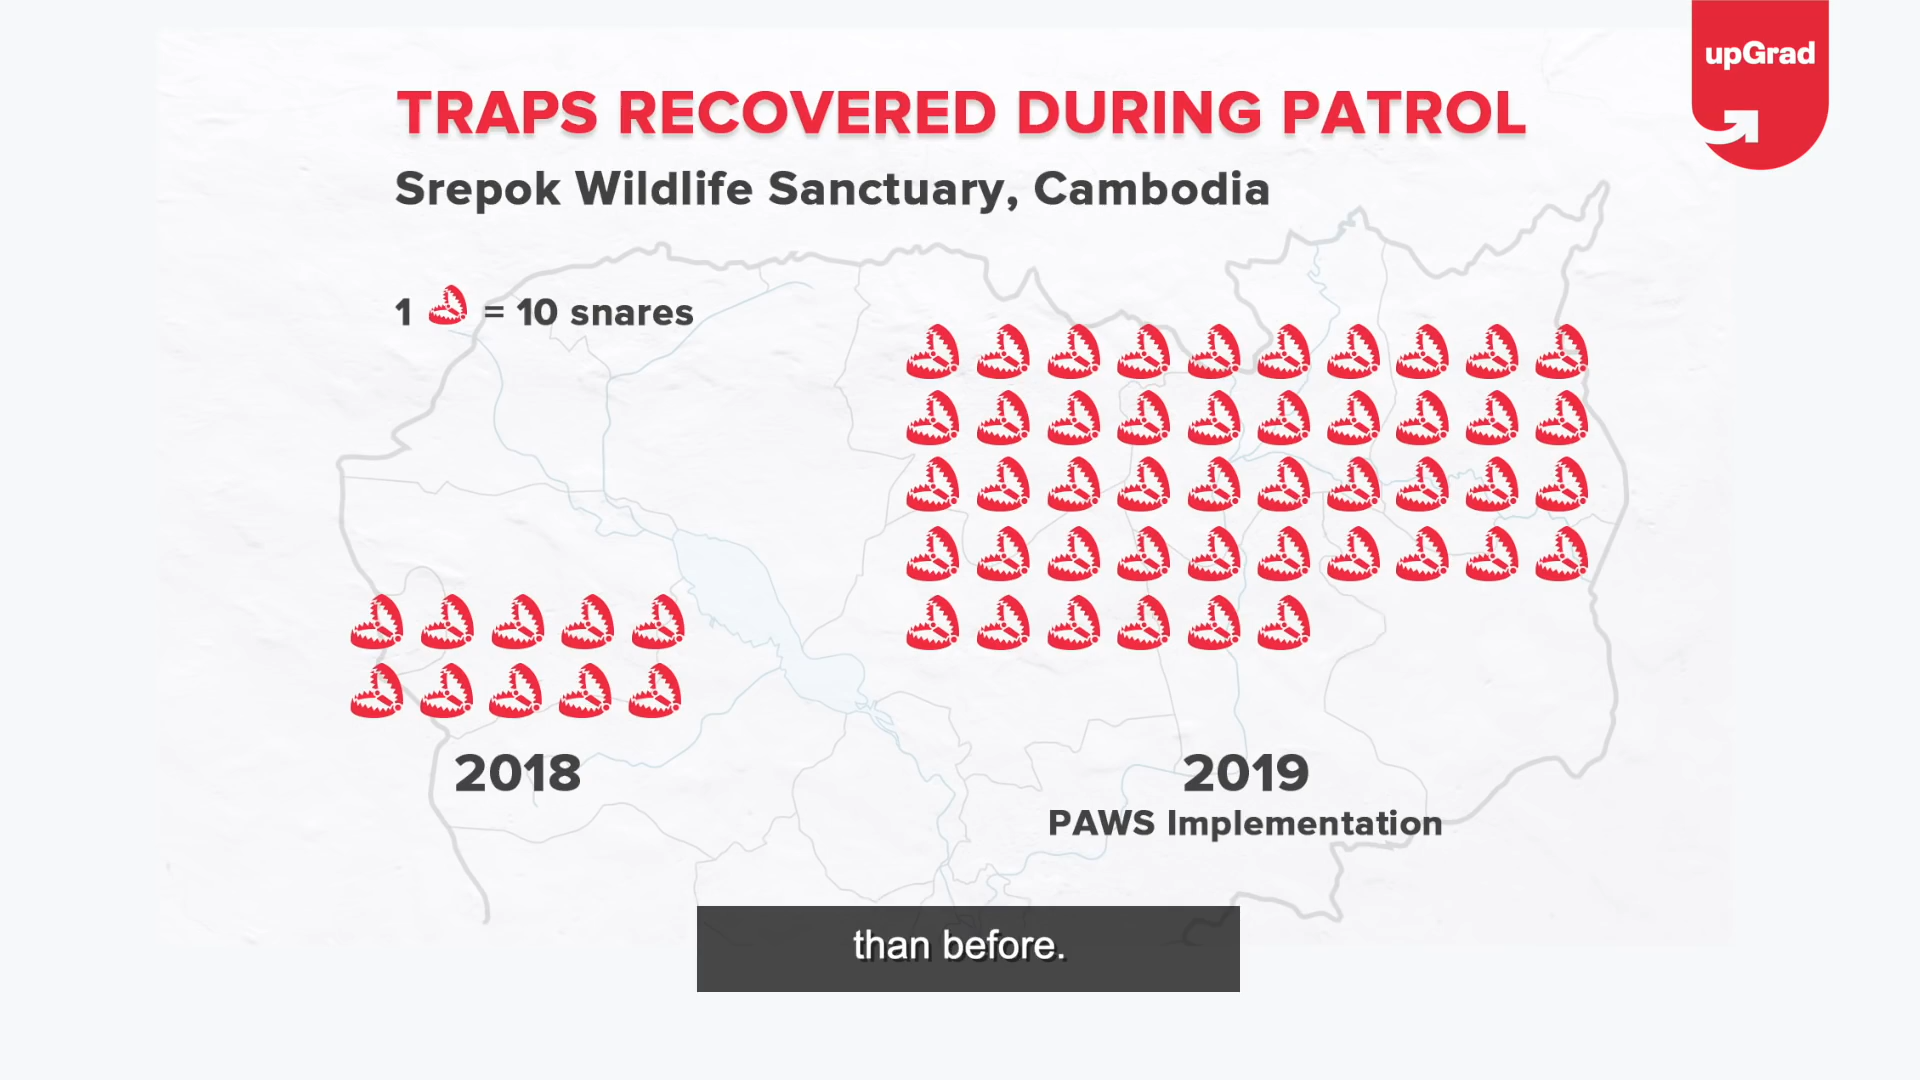 upGrad
TRAPS RECOVERED DURING PATROL
Srepok Wildlife Sanctuary, Cambodia
1 = 10 snares
2018
2019
PAWS Implementation
than before.